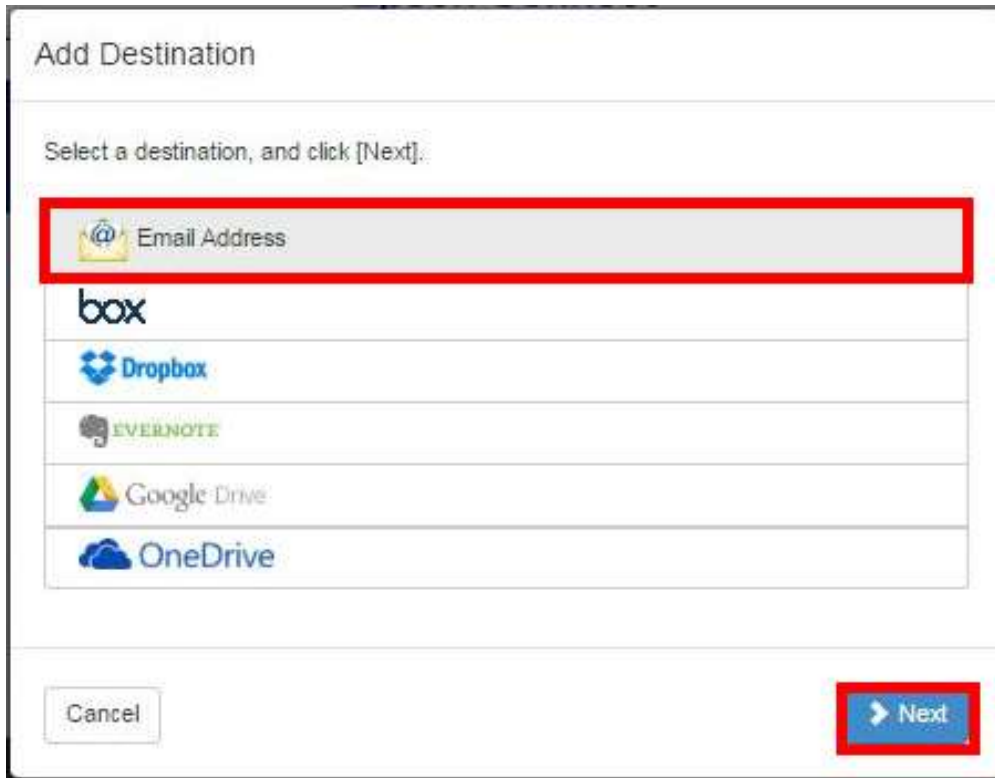 Add Destination
Select a destination, and click [Next].
@ Email Address
box
Dropbox
EVERNOTE
Google Drive
OneDrive
Cancel
Next